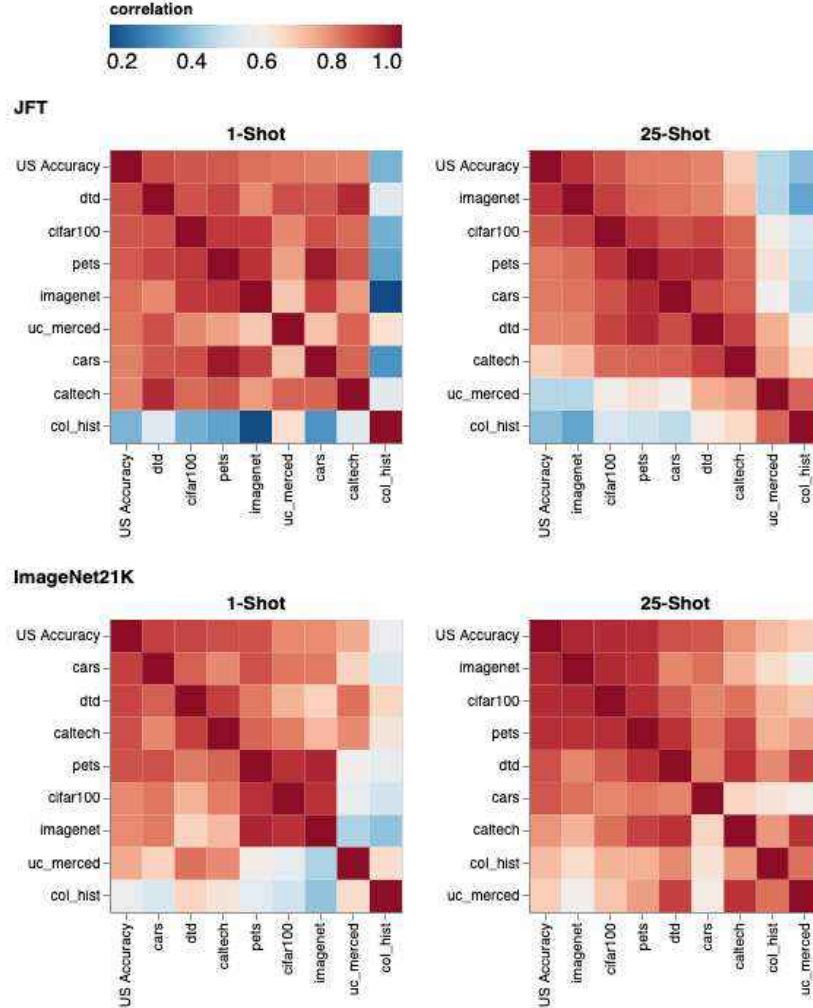 correlation
0.2 0.4 0.6 0.8 1.0
JFT
1-Shot
US Accuracy
dtd
cifar100
pets
imagenet
uc_merced
cars
caltech
col_hist
US Accuracy
dtd
cifar100
pets
imagenet
uc_merced
cars
caltech
col_hist
25-Shot
US Accuracy
imagenet
cifar100
pets
cars
dtd
caltech
uc_merced
col_hist
US Accuracy
imagenet
cifar100
pets
cars
dtd
caltech
uc_merced
col_hist
ImageNet21K
1-Shot
US Accuracy
cars
dtd
caltech
pets
cifar100
imagenet
uc_merced
col_hist
US Accuracy
cars
dtd
caltech
pets
cifar100
imagenet
uc_merced
col_hist
25-Shot
US Accuracy
imagenet
cifar100
pets
dtd
cars
caltech
col_hist
uc_merced
US Accuracy
imagenet
cifar100
pets
dtd
cars
caltech
col_hist
uc_merced